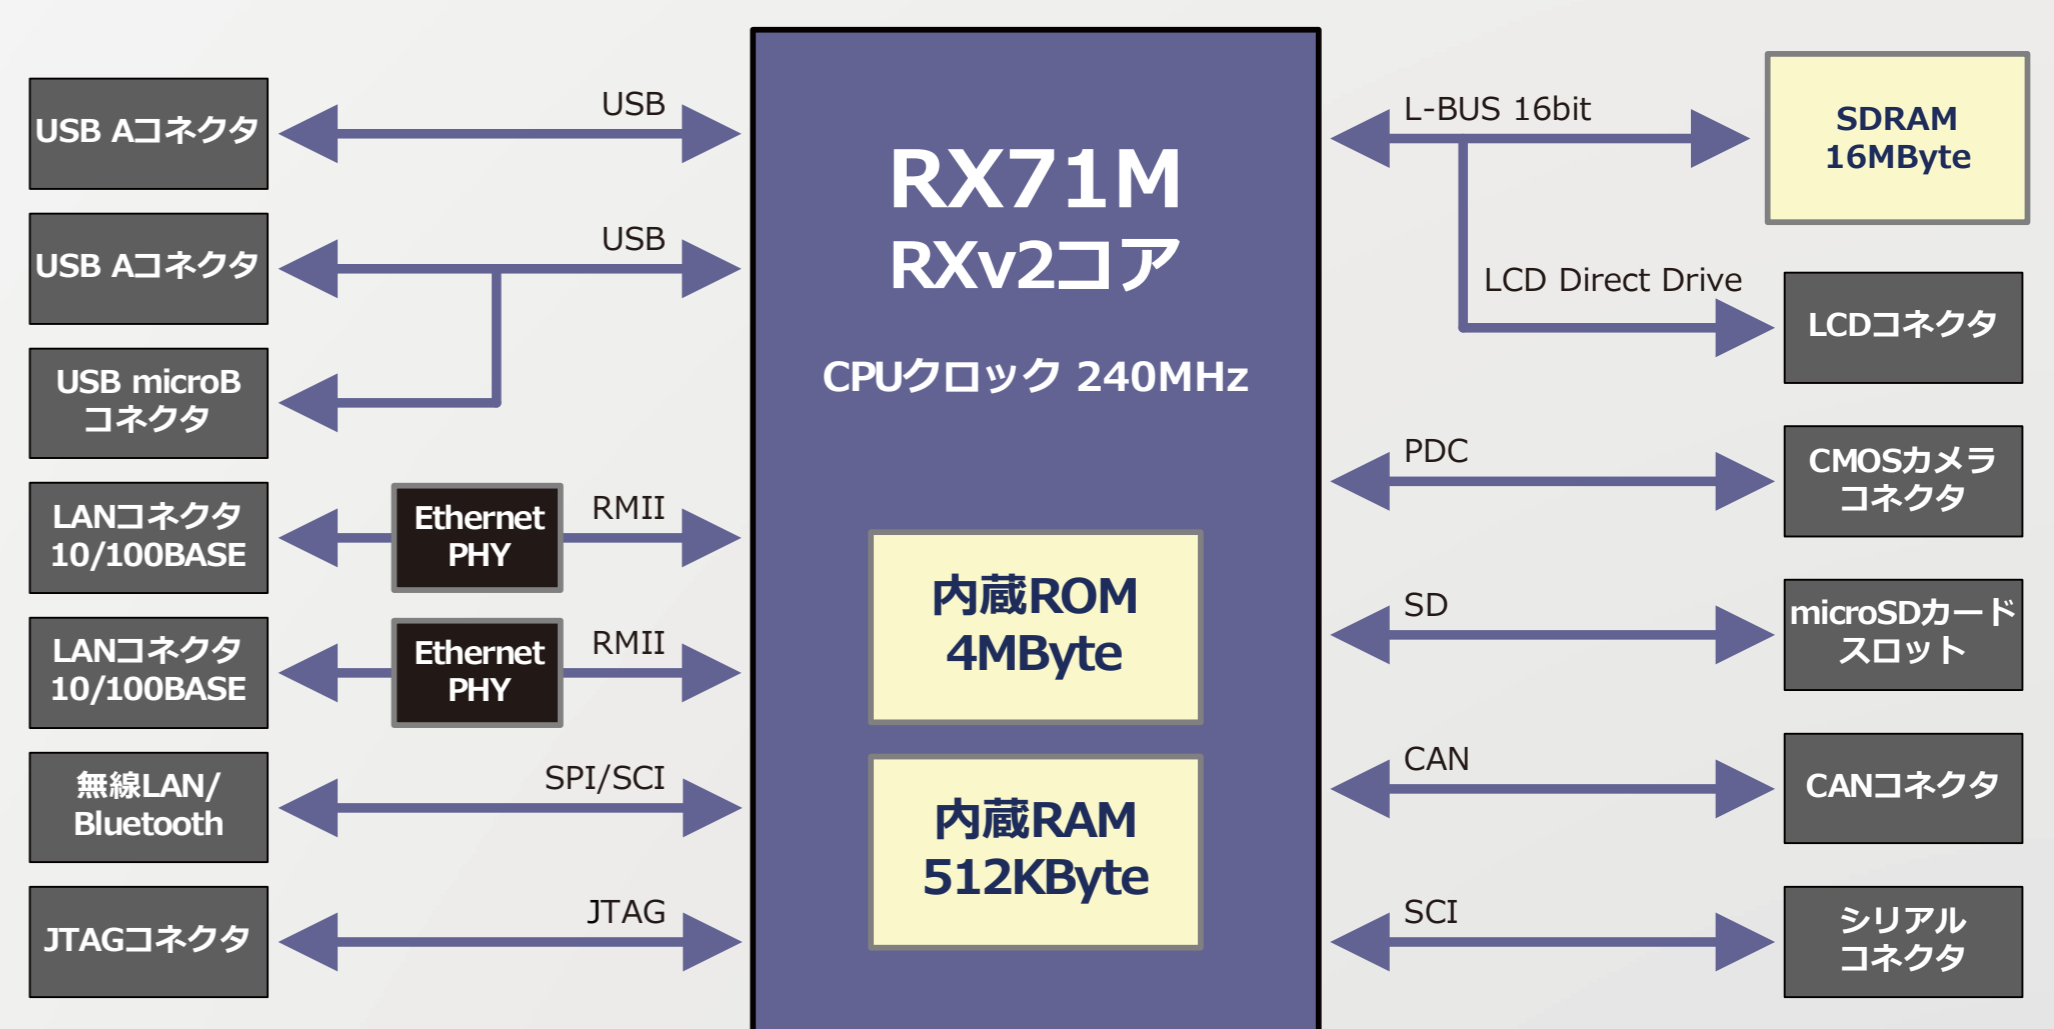 USB Aコネクタ
USB
USB Aコネクタ
USB
USB microB
コネクタ
LANコネクタ
10/100BASE
Ethernet
PHY
RMII
LANコネクタ
10/100BASE
Ethernet
PHY
RMII
無線LAN/
Bluetooth
SPI/SCI
JTAGコネクタ
JTAG
RX71M
RXv2コア
CPUクロック 240MHz
内蔵ROM
4MByte
内蔵RAM
512KByte
L-BUS 16bit
SDRAM
16MByte
LCD Direct Drive
LCDコネクタ
PDC
CMOSカメラ
コネクタ
SD
microSDカード
スロット
CAN
CANコネクタ
SCI
シリアル
コネクタ